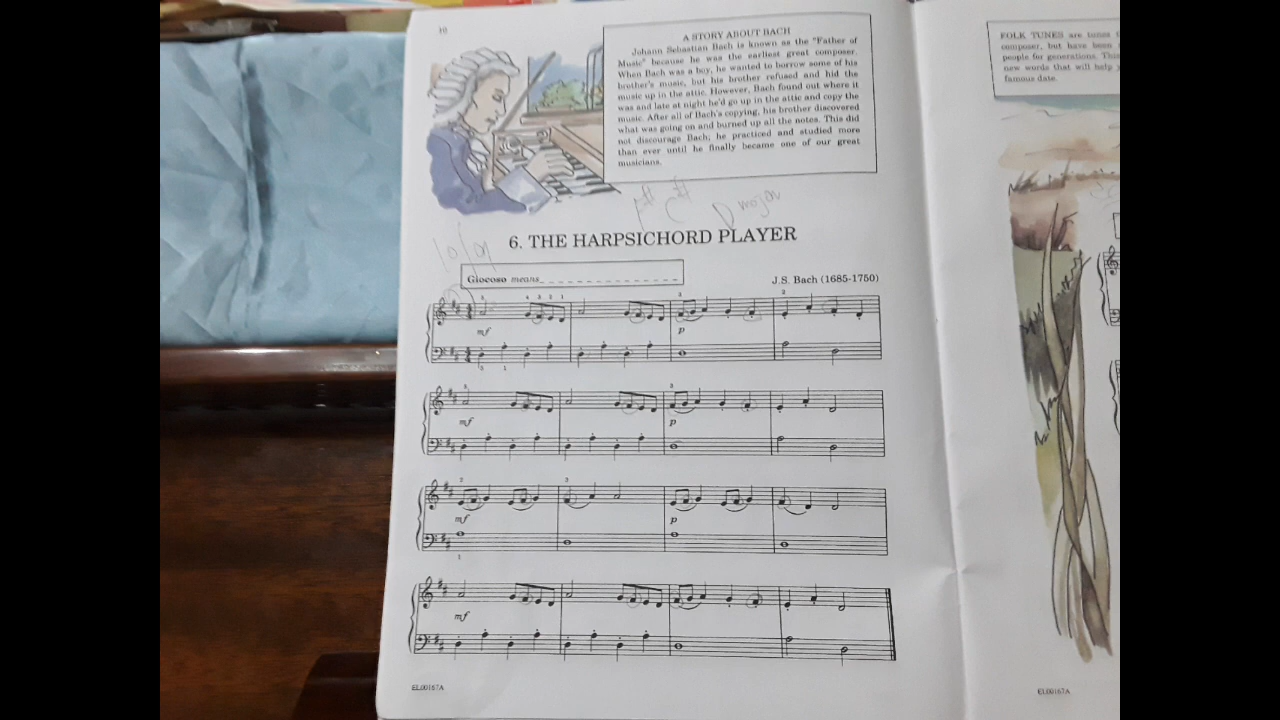 10
A STORY ABOUT BACH
Johann Sebastian Bach is known as the "Father of
Music" because he was the earliest great composer.
When Bach was a boy, he wanted to borrow some of his
brother's music, but his brother refused and hid the
music up in the attic. However, Bach found out where it
was and late at night he'd go up in the attic and copy the
music. After all of Bach's copying, his brother discovered
what was going on and burned up all the notes. This did
not discourage Bach; he practiced and studied more
than ever until he finally became one of our great
musicians.
F# C# D major
6. THE HARPSICHORD PLAYER
Giocoso means
J.S. Bach (1685-1750)
mf p
mf p
mf p
mf
EL00167A
FOLK TUNES are tunes
composer, but have been
people for generations. This
new words that will help
famous date.
EL00167A